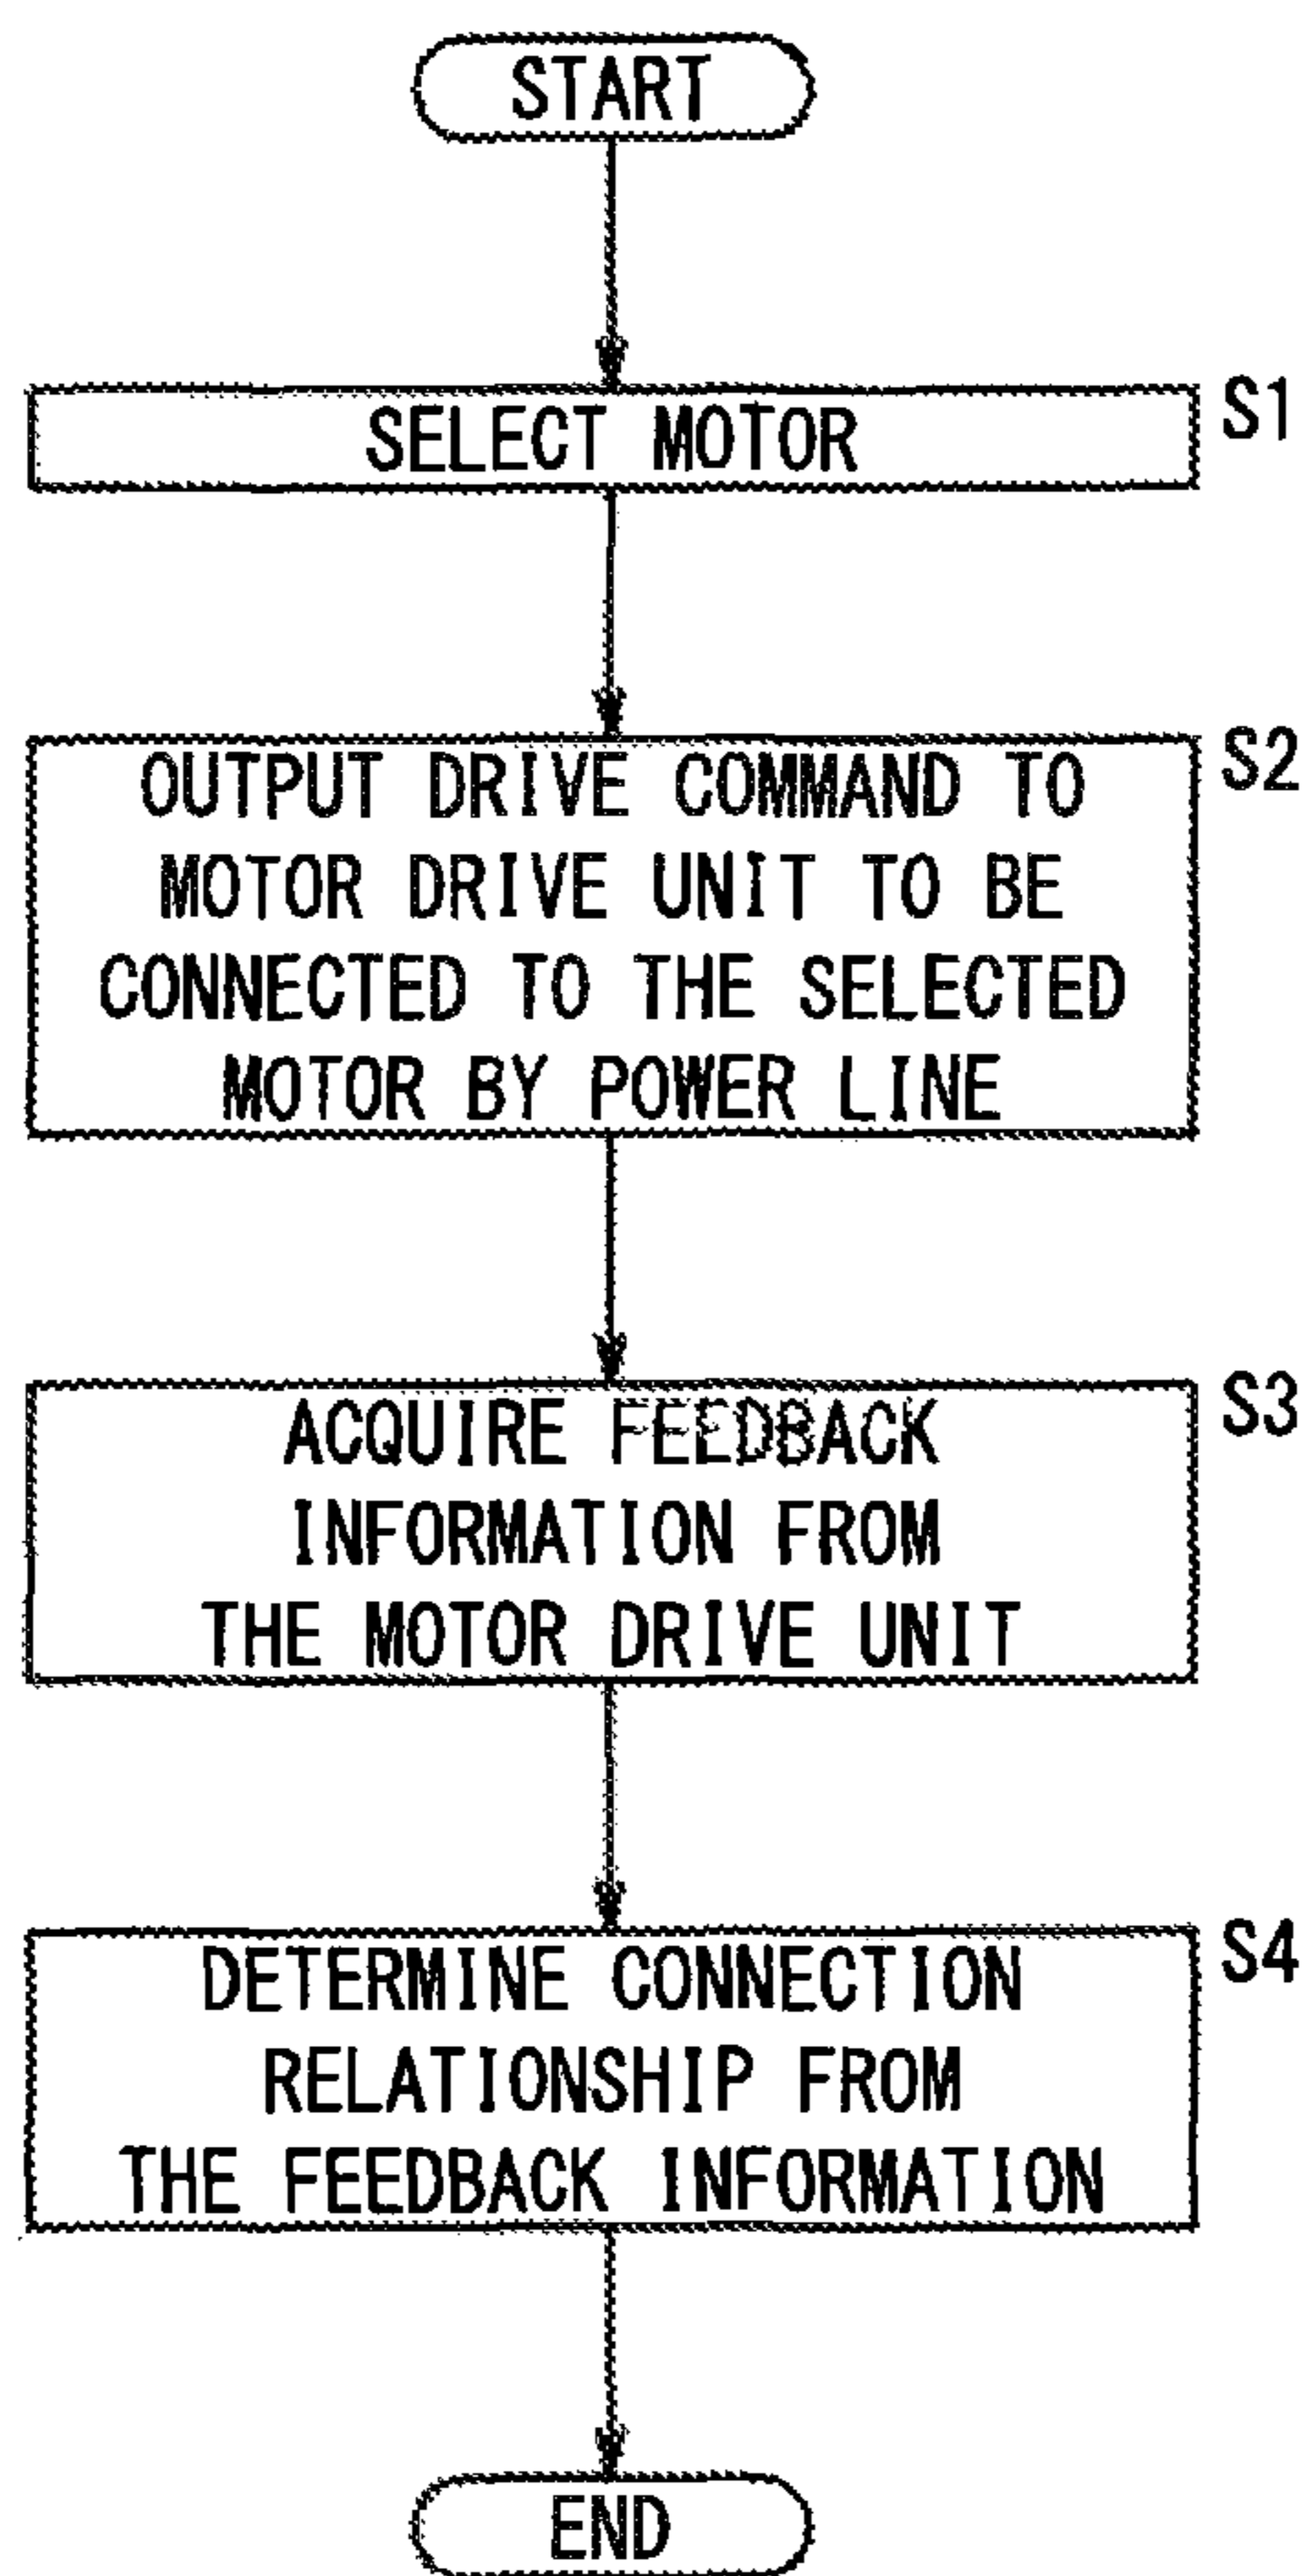 START
SELECT MOTOR
S1
OUTPUT DRIVE COMMAND TO
MOTOR DRIVE UNIT TO BE
CONNECTED TO THE SELECTED
MOTOR BY POWER LINE
S2
ACQUIRE FEEDBACK
INFORMATION FROM
THE MOTOR DRIVE UNIT
S3
DETERMINE CONNECTION
RELATIONSHIP FROM
THE FEEDBACK INFORMATION
S4
END